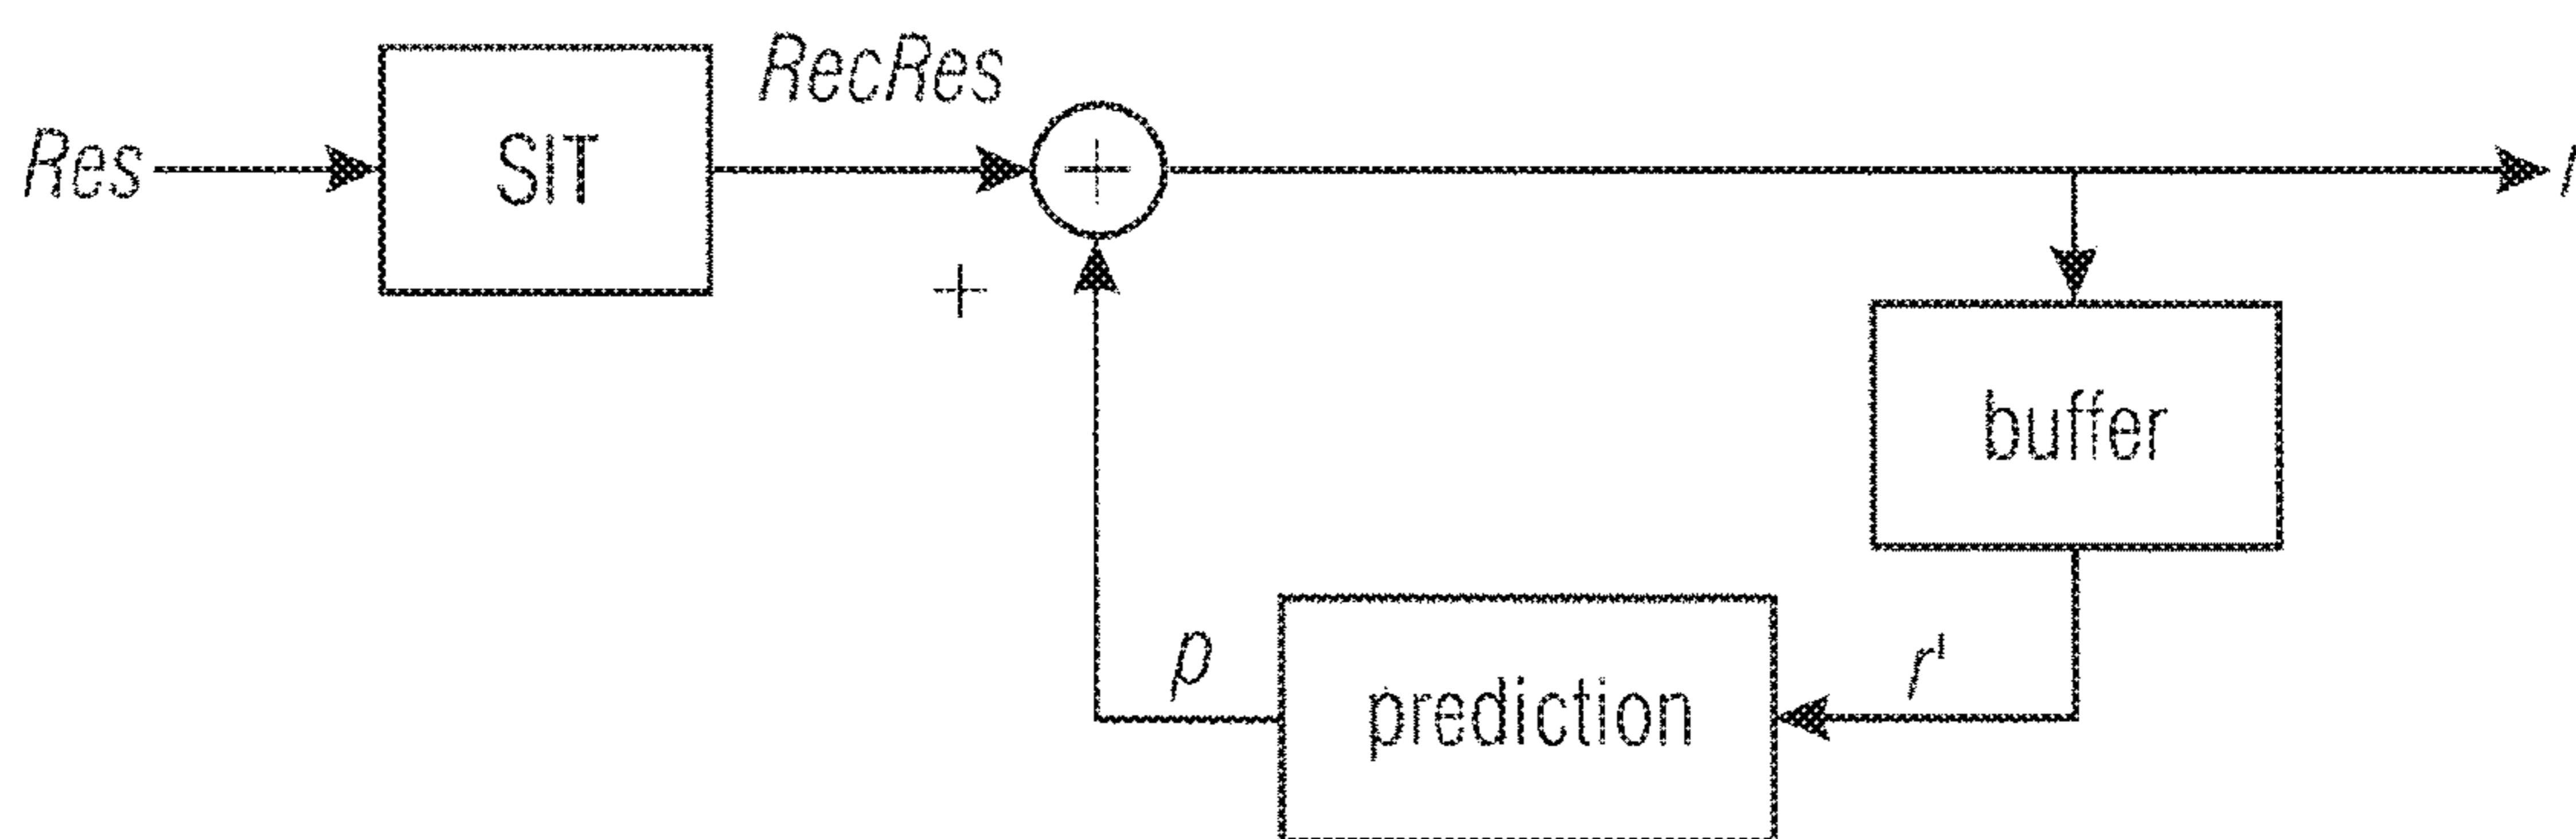 RecRes
Res
SIT
+
+
buffer
p
r'
prediction